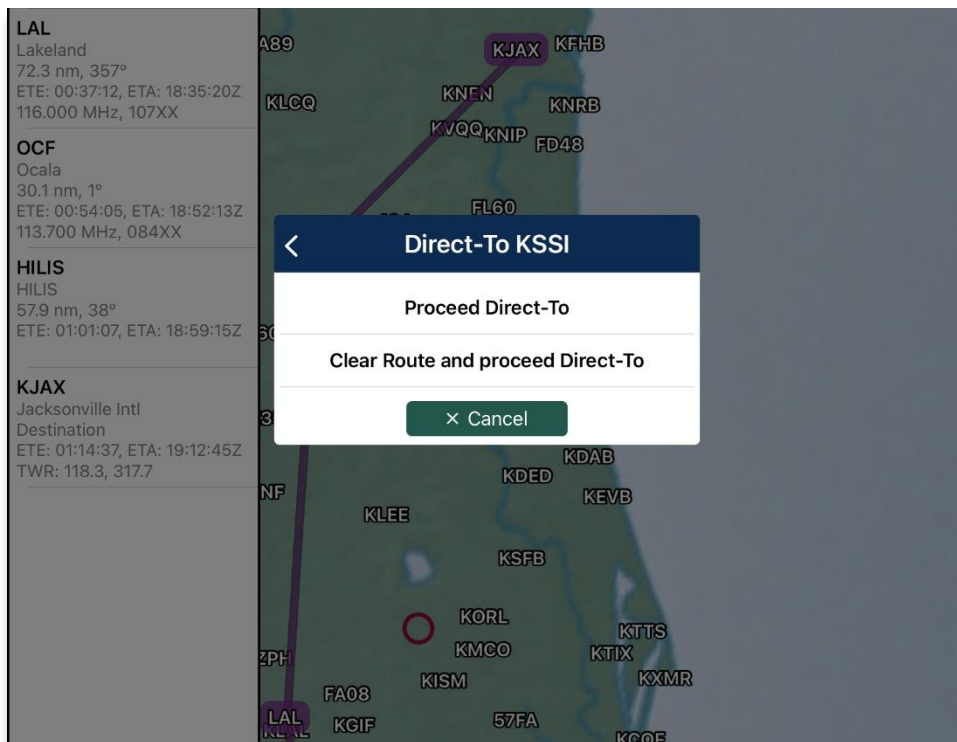 LAL
Lakeland
72.3 nm, 357°
ETE: 00:37:12, ETA: 18:35:20Z
116.000 MHz, 107XX
OCF
Ocala
30.1 nm, 1°
ETE: 00:54:05, ETA: 18:52:13Z
113.700 MHz, 084XX
HILIS
HILIS
57.9 nm, 38°
ETE: 01:01:07, ETA: 18:59:15Z
KJAX
Jacksonville Intl
Destination
ETE: 01:14:37, ETA: 19:12:45Z
TWR: 118.3, 317.7
A89
KJAX
KFHB
KLCQ
KNEN
KNRB
KVQQ
KNIP
FD48
FL60
Direct-To KSSI
Proceed Direct-To
Clear Route and proceed Direct-To
× Cancel
KDAB
KDED
NF
KEVB
KLEE
KSFB
KORL
KTTS
ZPH
KMCO
KTIX
KISM
KXMR
FA08
LAL
KLAL
KGIF
57FA
KCOF